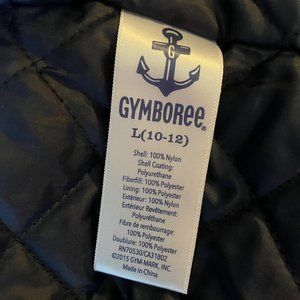 G
GYMBOREE®
L(10-12)
Shell: 100% Nylon
Shell Coating:
Polyurethane
Fiberfill: 100% Polyester
Lining: 100% Polyester
Extérieur: 100% Nylon
Exterieur Revêtement:
Polyuréthane
Fibre de rembourrage:
100% Polyester
Doublure: 100% Polyester
RN70530/CA31802
©2015 GYM-MARK, INC.
Made in China